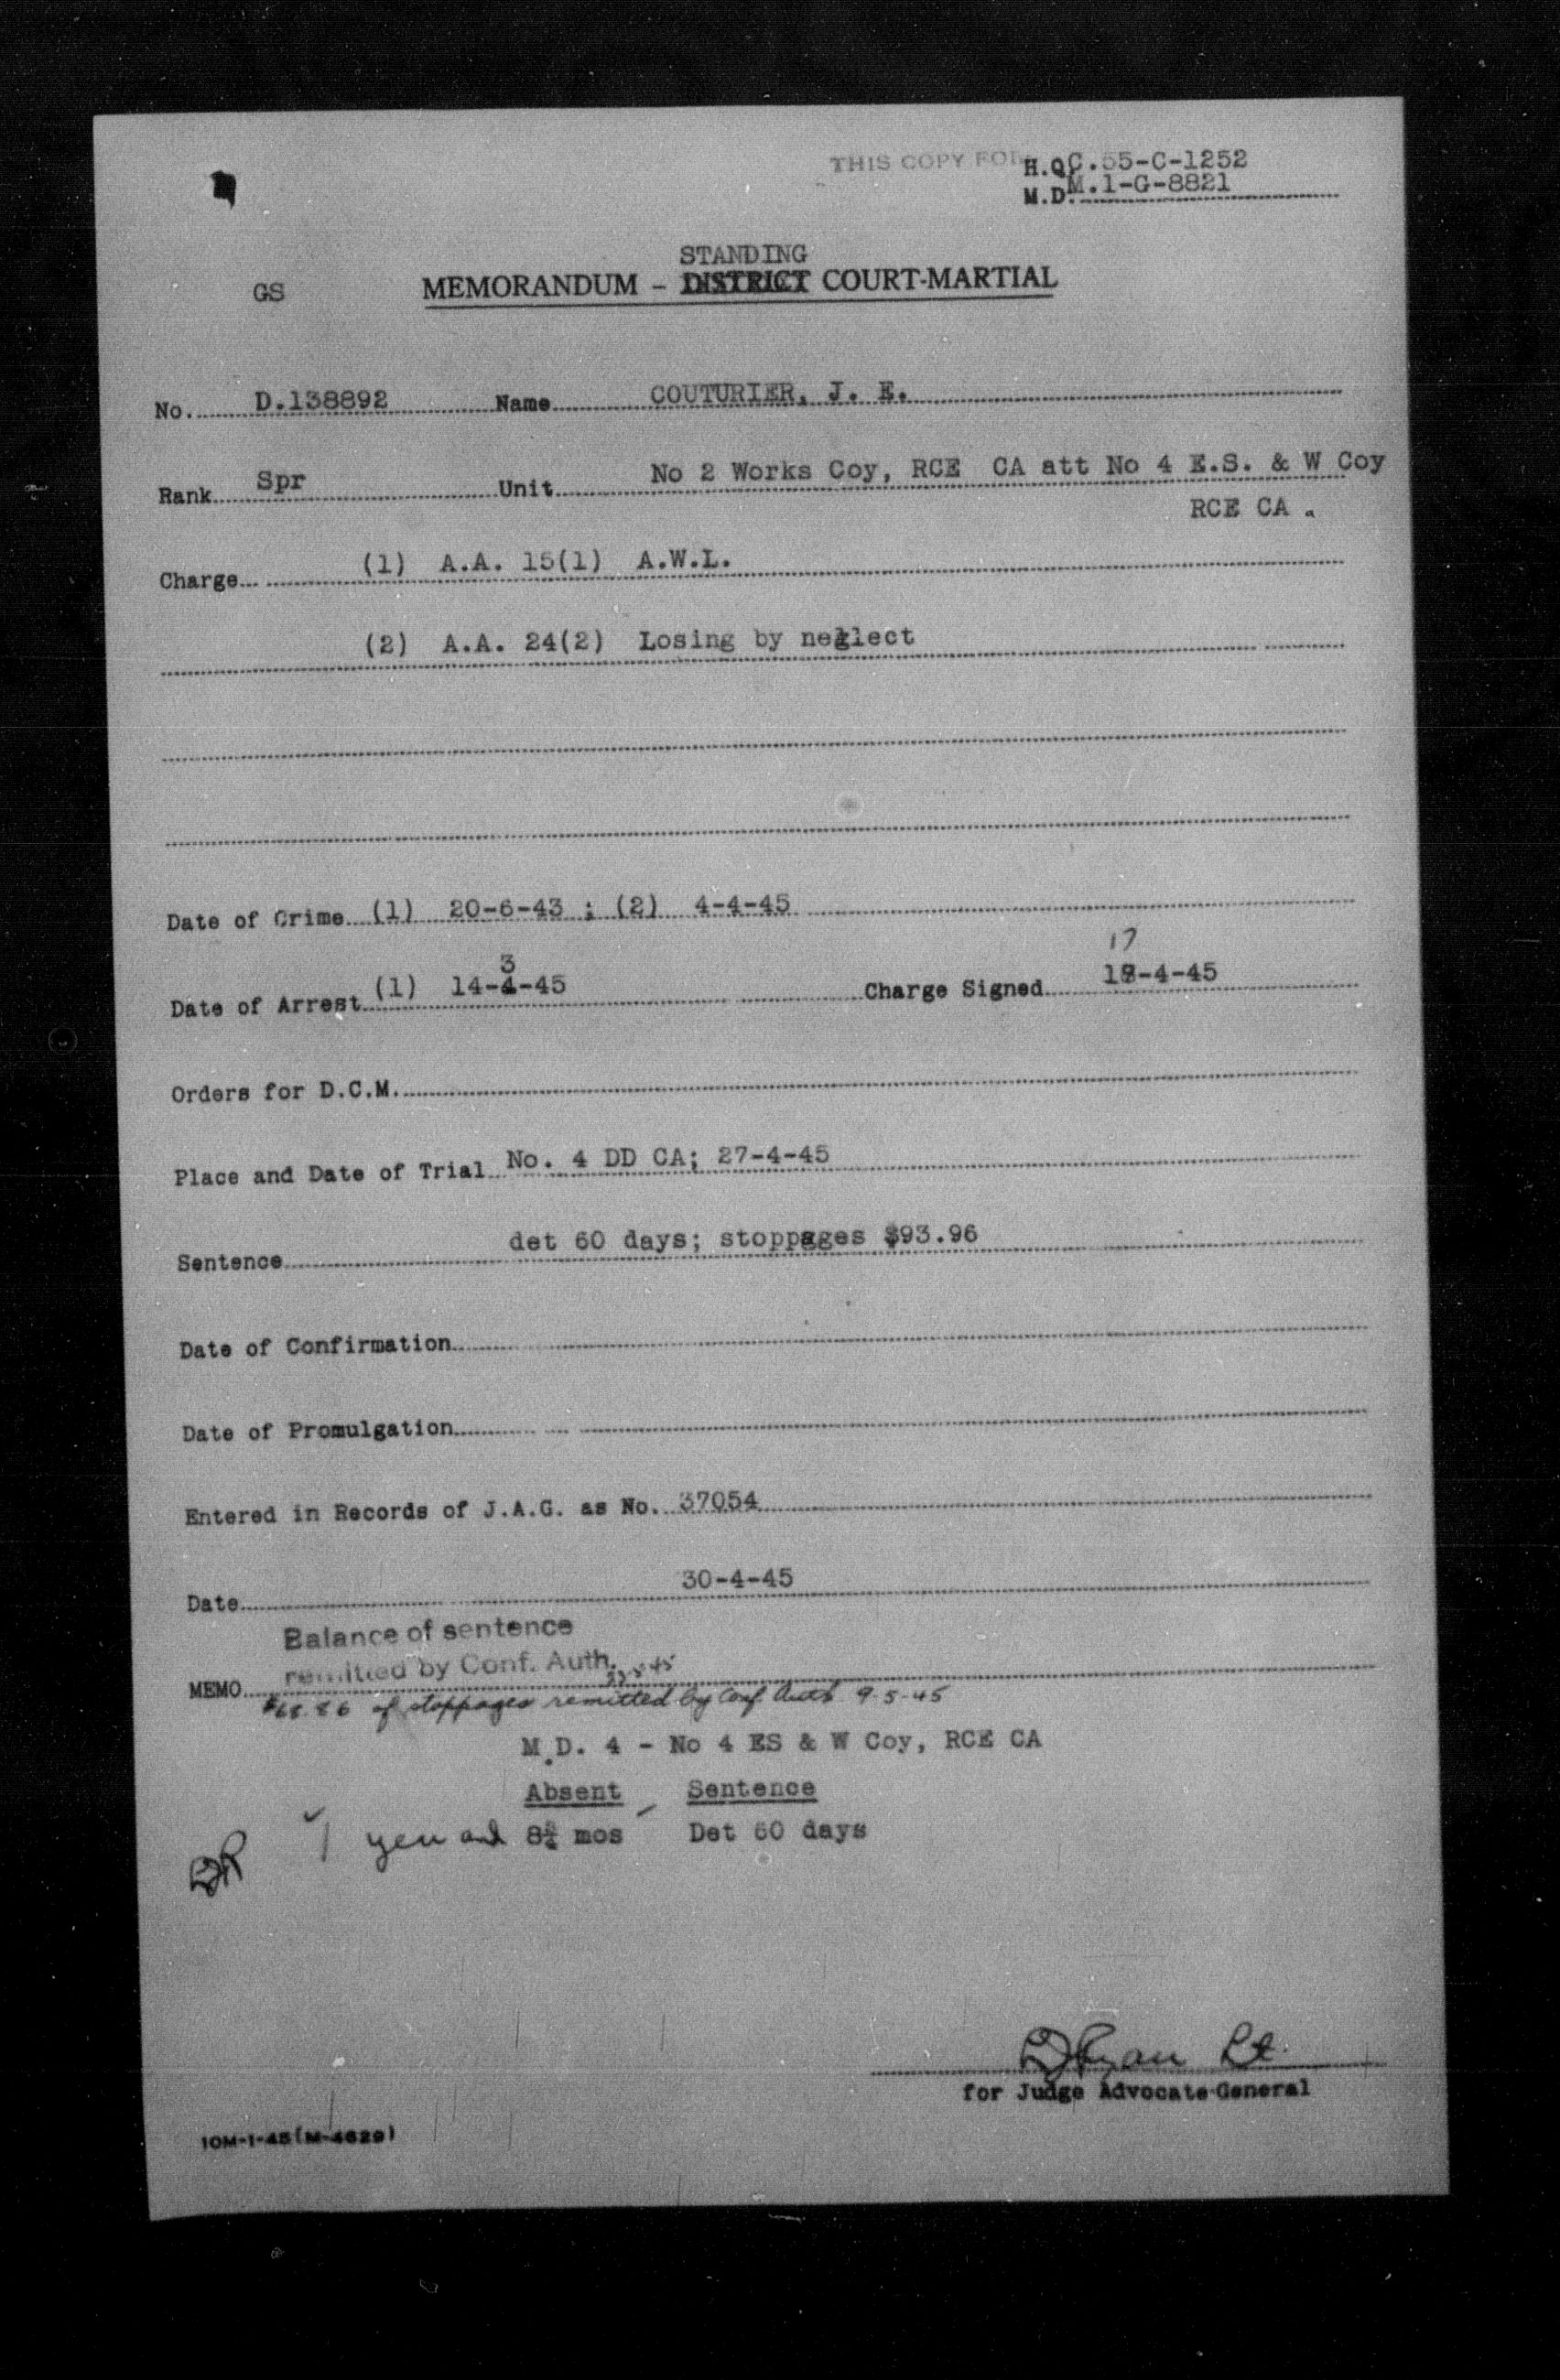 THIS COPY FOR H.Q.C.55-C-1252
M.D.M.1-G-8821
STANDING
GS MEMORANDUM - DISTRICT COURT-MARTIAL
No. D.138892 Name COUTURIER, J. E.
Rank Spr Unit No 2 Works Coy, RCE CA att No 4 E.S. & W Coy
RCE CA.
Charge (1) A.A. 15(1) A.W.L.
(2) A.A. 24(2) Losing by neglect
Date of Crime (1) 20-6-43 ; (2) 4-4-45
3 17
Date of Arrest (1) 14-4-45 Charge Signed 18-4-45
Orders for D.C.M.
Place and Date of Trial No. 4 DD CA; 27-4-45
Sentence det 60 days; stoppages $93.96
Date of Confirmation
Date of Promulgation
Entered in Records of J.A.G. as No. 37054
Date 30-4-45
Balance of sentence
MEMO remitted by Conf. Auth.
$68.86 of stoppages remitted by Conf Auth 9-5-45
M.D. 4 - No 4 ES & W Coy, RCE CA
Absent Sentence
1 year and 8¾ mos Det 60 days
DR
DRyan Lt.
for Judge Advocate-General
10M-1-45 (M-4629)